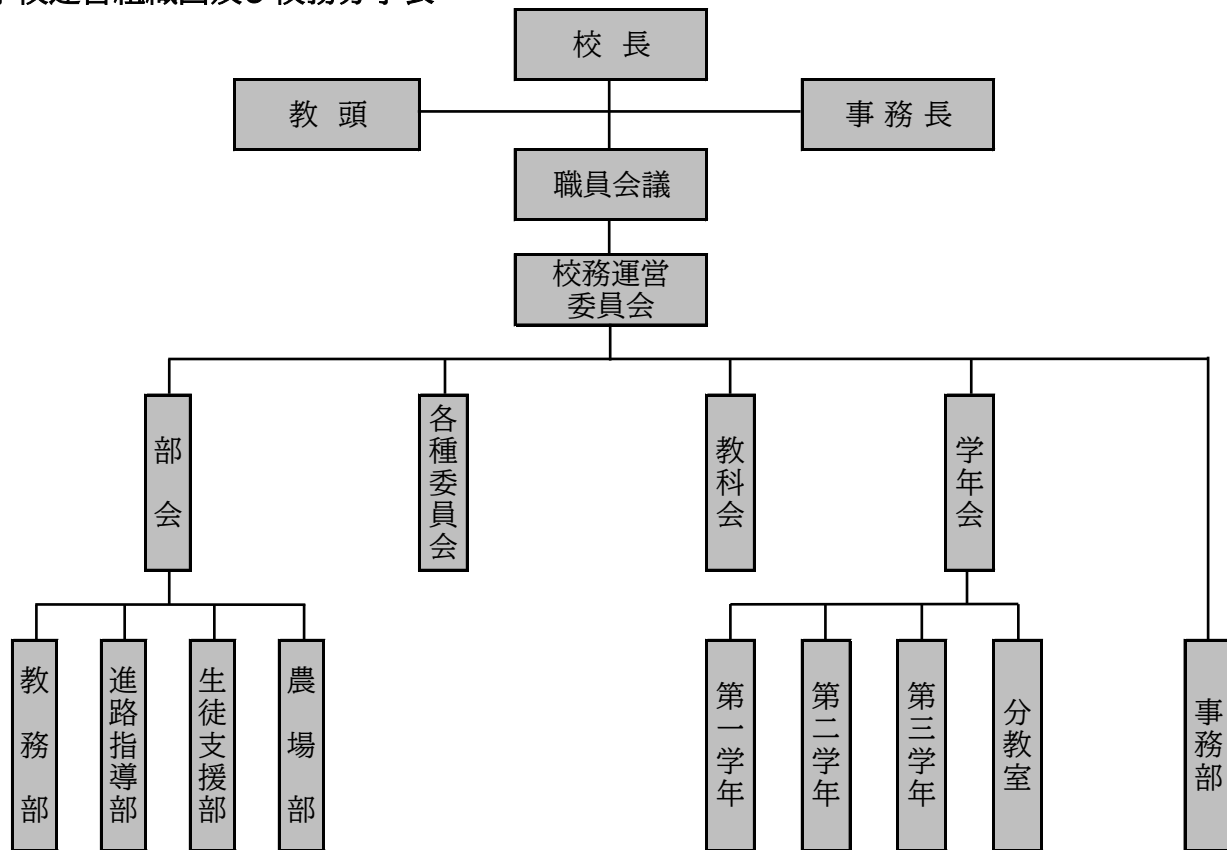 校長
教頭
事務長
職員会議
校務運営
委員会
部会
各種委員会
教科会
学年会
教務部
進路指導部
生徒支援部
農場部
第一学年
第二学年
第三学年
分教室
事務部